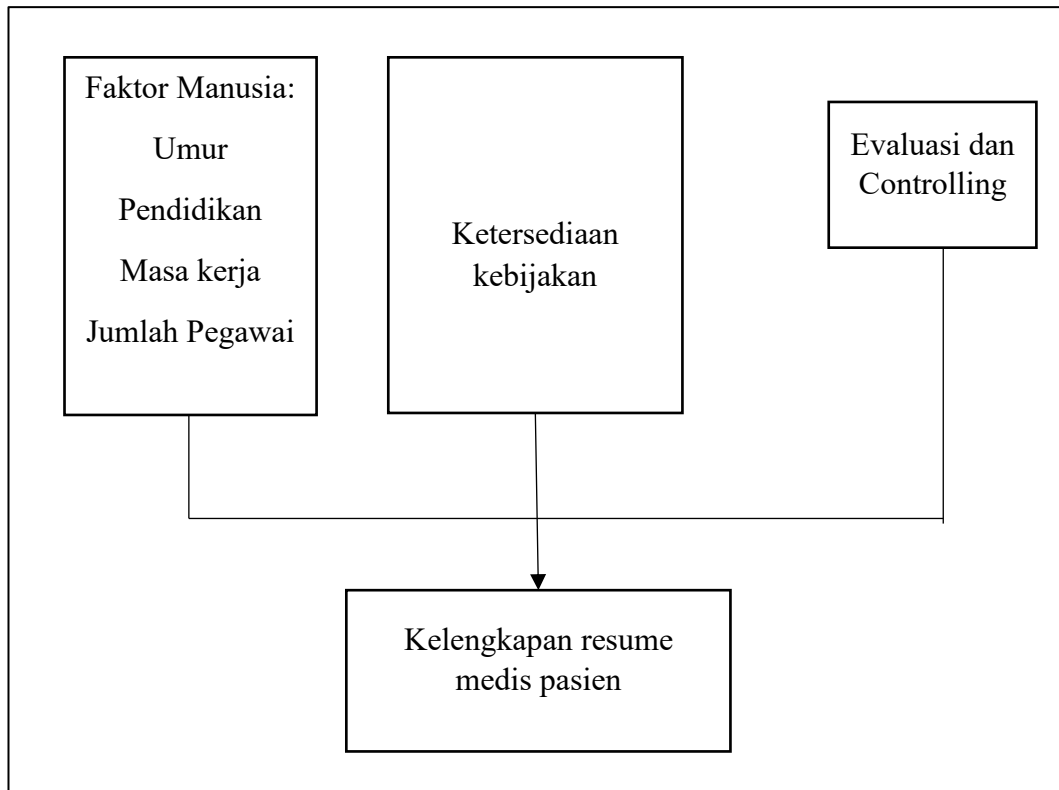 Faktor Manusia:
Umur
Pendidikan
Masa kerja
Jumlah Pegawai
Ketersediaan
kebijakan
Evaluasi dan
Controlling
Kelengkapan resume
medis pasien